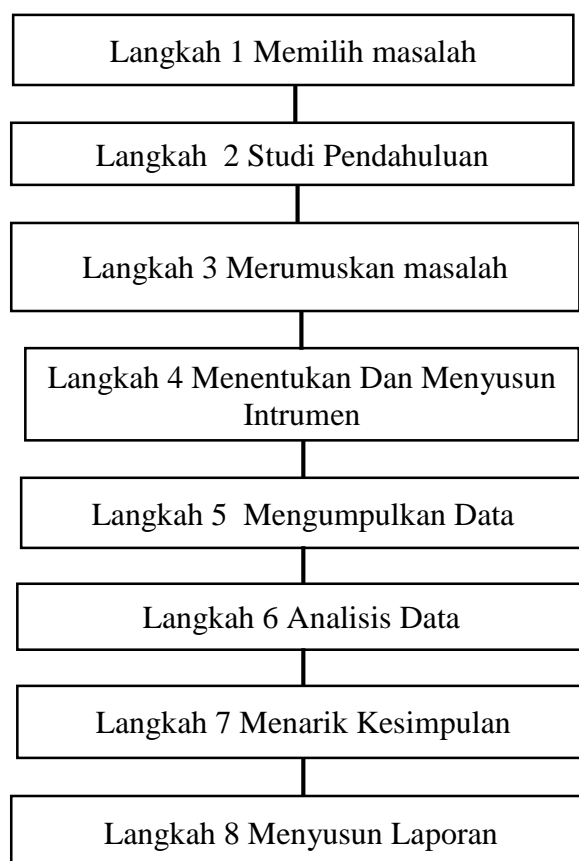 Langkah 1 Memilih masalah
Langkah  2 Studi Pendahuluan
Langkah 3 Merumuskan masalah
Langkah 4 Menentukan Dan Menyusun
Intrumen
Langkah 5  Mengumpulkan Data
Langkah 6 Analisis Data
Langkah 7 Menarik Kesimpulan
Langkah 8 Menyusun Laporan